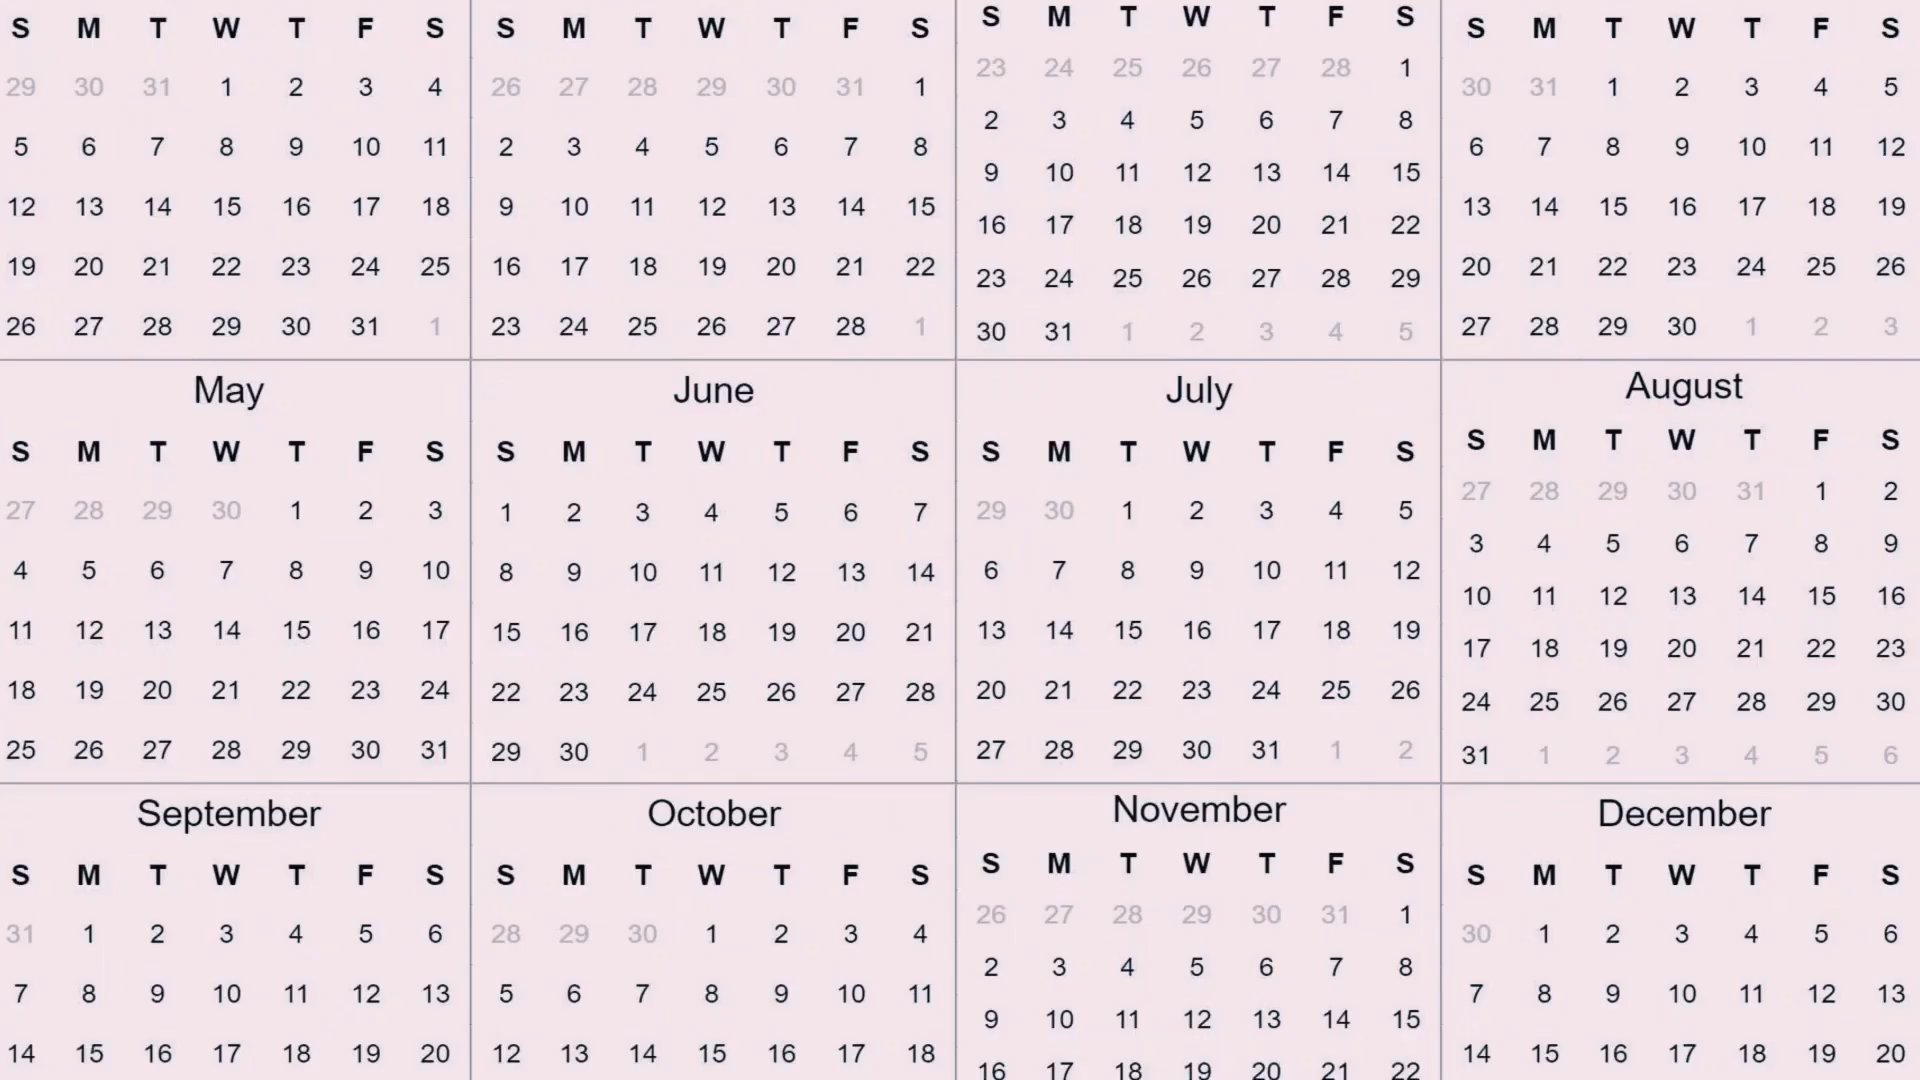 S M T W T F S
29 30 31 1 2 3 4
5 6 7 8 9 10 11
12 13 14 15 16 17 18
19 20 21 22 23 24 25
26 27 28 29 30 31 1
S M T W T F S
26 27 28 29 30 31 1
2 3 4 5 6 7 8
9 10 11 12 13 14 15
16 17 18 19 20 21 22
23 24 25 26 27 28 1
S M T W T F S
23 24 25 26 27 28 1
2 3 4 5 6 7 8
9 10 11 12 13 14 15
16 17 18 19 20 21 22
23 24 25 26 27 28 29
30 31 1 2 3 4 5
S M T W T F S
30 31 1 2 3 4 5
6 7 8 9 10 11 12
13 14 15 16 17 18 19
20 21 22 23 24 25 26
27 28 29 30 1 2 3
May
S M T W T F S
27 28 29 30 1 2 3
4 5 6 7 8 9 10
11 12 13 14 15 16 17
18 19 20 21 22 23 24
25 26 27 28 29 30 31
June
S M T W T F S
1 2 3 4 5 6 7
8 9 10 11 12 13 14
15 16 17 18 19 20 21
22 23 24 25 26 27 28
29 30 1 2 3 4 5
July
S M T W T F S
29 30 1 2 3 4 5
6 7 8 9 10 11 12
13 14 15 16 17 18 19
20 21 22 23 24 25 26
27 28 29 30 31 1 2
August
S M T W T F S
27 28 29 30 31 1 2
3 4 5 6 7 8 9
10 11 12 13 14 15 16
17 18 19 20 21 22 23
24 25 26 27 28 29 30
31 1 2 3 4 5 6
September
S M T W T F S
31 1 2 3 4 5 6
7 8 9 10 11 12 13
14 15 16 17 18 19 20
October
S M T W T F S
28 29 30 1 2 3 4
5 6 7 8 9 10 11
12 13 14 15 16 17 18
November
S M T W T F S
26 27 28 29 30 31 1
2 3 4 5 6 7 8
9 10 11 12 13 14 15
16 17 18 19 20 21 22
December
S M T W T F S
30 1 2 3 4 5 6
7 8 9 10 11 12 13
14 15 16 17 18 19 20